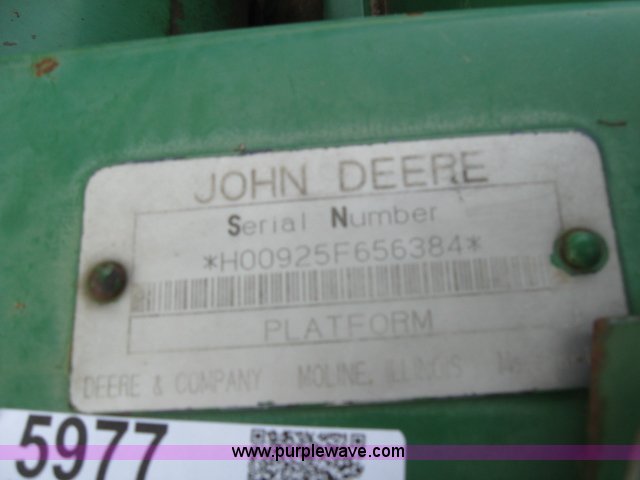 JOHN DEERE
Serial Number
*H00925F656384*
PLATFORM
DEERE & COMPANY MOLINE, ILLINOIS
5977
www.purplewave.com